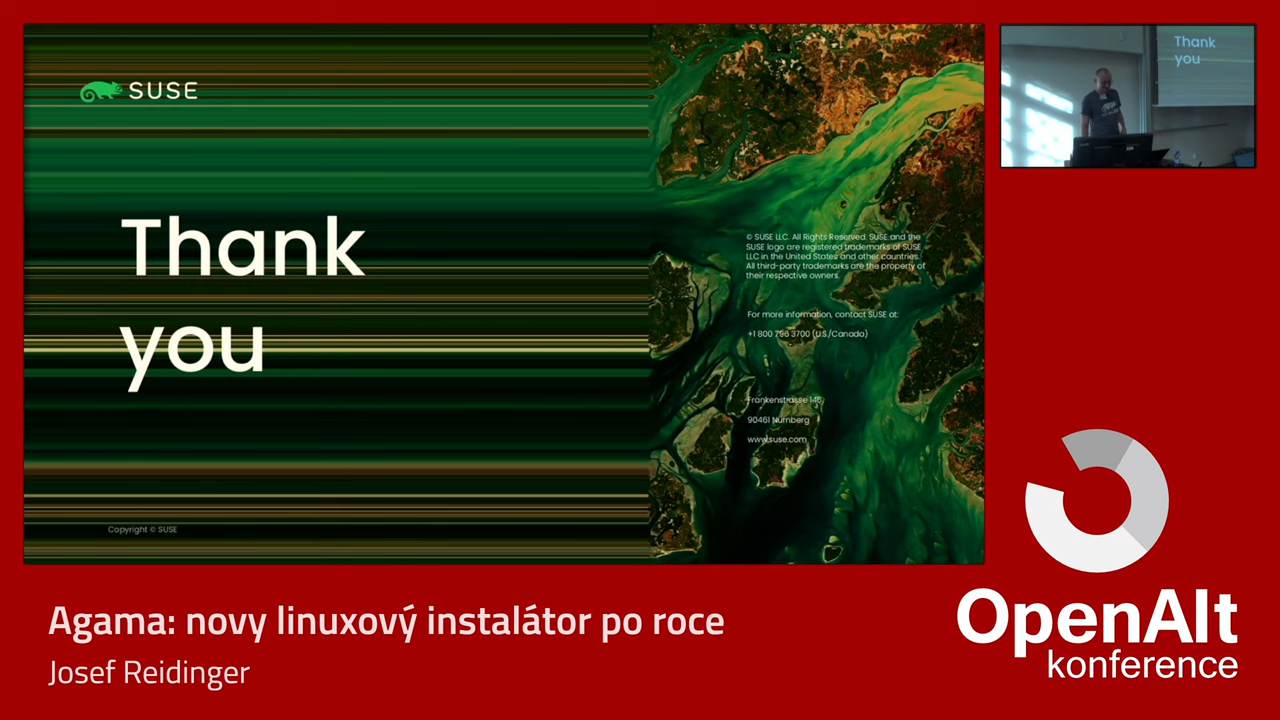 SUSE
Thank
you
© SUSE LLC. All Rights Reserved. SUSE and the
SUSE logo are registered trademarks of SUSE
LLC in the United States and other countries.
All third-party trademarks are the property of
their respective owners.
For more information, contact SUSE at:
+1 800 796 3700 (U.S./Canada)
Frankenstrasse 146
90461 Nürnberg
www.suse.com
Copyright © SUSE
Thank
you
Agama: novy linuxový instalátor po roce
Josef Reidinger
OpenAlt
konference